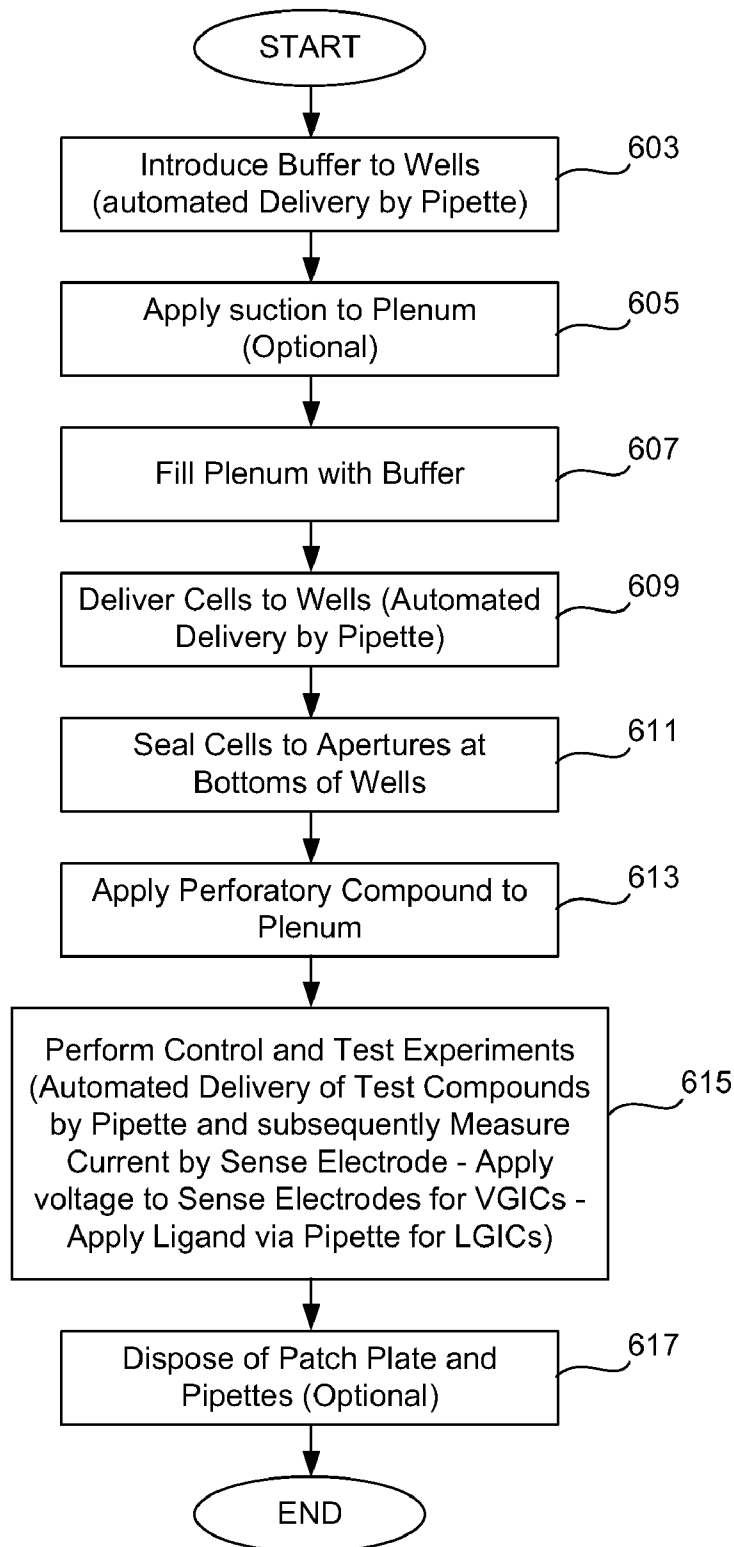 START
603
Introduce Buffer to Wells
(automated Delivery by Pipette)
605
Apply suction to Plenum
(Optional)
607
Fill Plenum with Buffer
609
Deliver Cells to Wells (Automated
Delivery by Pipette)
611
Seal Cells to Apertures at
Bottoms of Wells
613
Apply Perforatory Compound to
Plenum
615
Perform Control and Test Experiments
(Automated Delivery of Test Compounds
by Pipette and subsequently Measure
Current by Sense Electrode - Apply
voltage to Sense Electrodes for VGICs -
Apply Ligand via Pipette for LGICs)
617
Dispose of Patch Plate and
Pipettes (Optional)
END